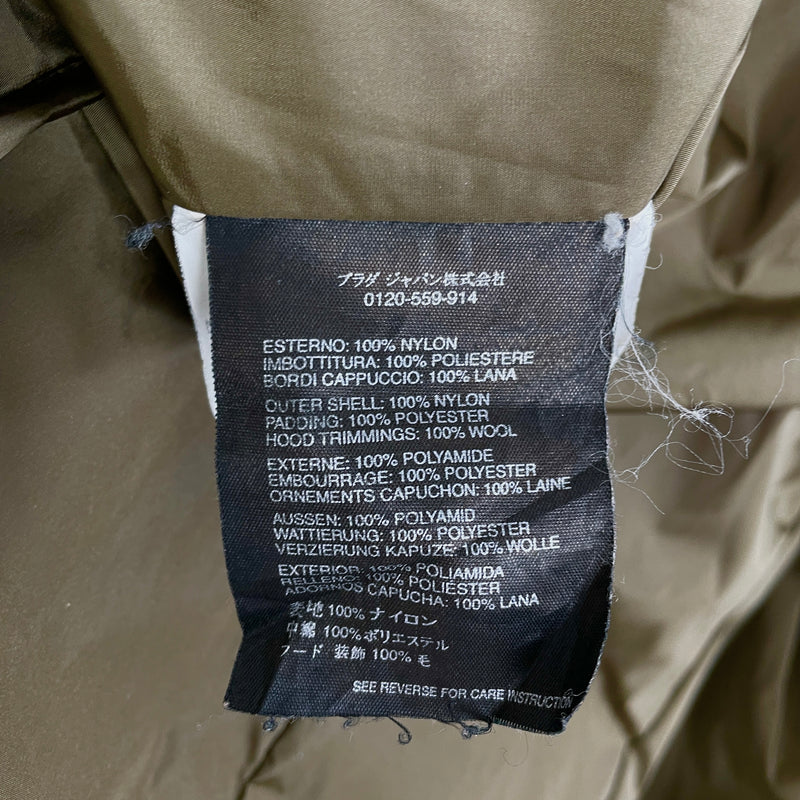 プラダ ジャパン株式会社
0120-559-914
ESTERNO: 100% NYLON
IMBOTTITURA: 100% POLIESTERE
BORDI CAPPUCCIO: 100% LANA
OUTER SHELL: 100% NYLON
PADDING: 100% POLYESTER
HOOD TRIMMINGS: 100% WOOL
EXTERNE: 100% POLYAMIDE
EMBOURRAGE: 100% POLYESTER
ORNEMENTS CAPUCHON: 100% LAINE
AUSSEN: 100% POLYAMID
WATTIERUNG: 100% POLYESTER
VERZIERUNG KAPUZE: 100% WOLLE
EXTERIOR: 100% POLIAMIDA
RELLENO: 100% POLIESTER
ADORNOS CAPUCHA: 100% LANA
表地 100% ナイロン
中綿 100% ポリエステル
フード 装飾 100% 毛
SEE REVERSE FOR CARE INSTRUCTION